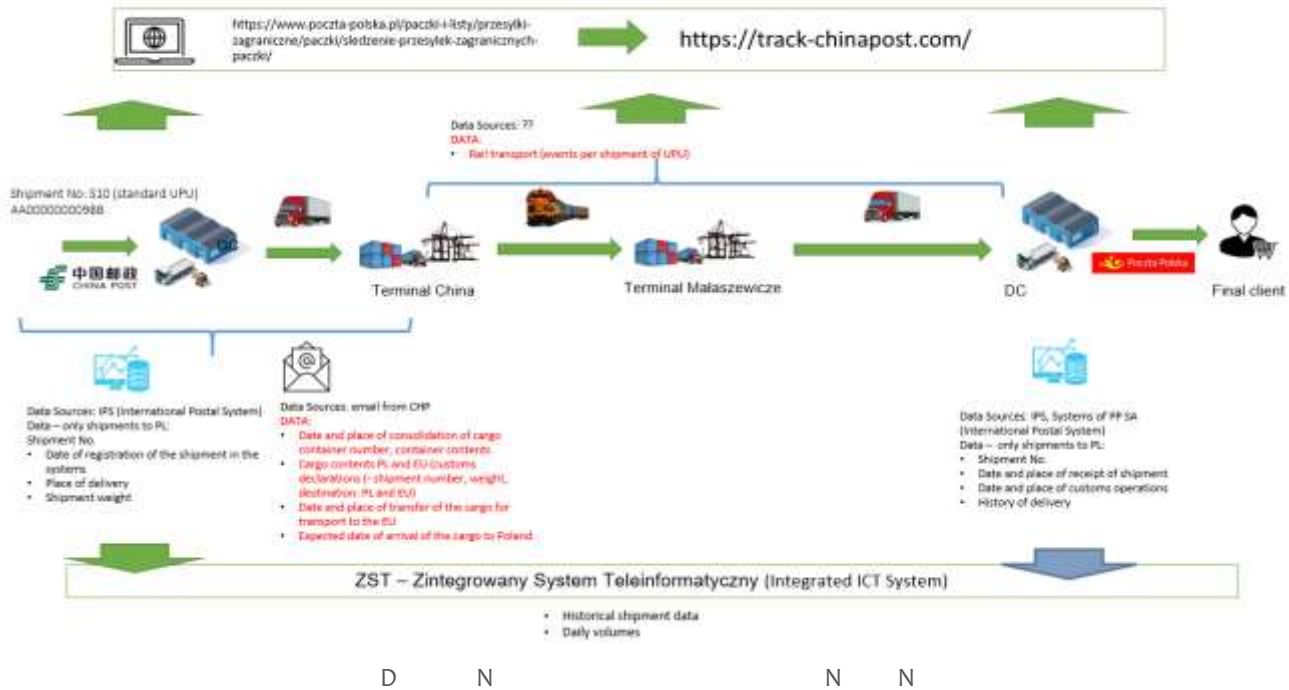 https://www.poczta-polska.pl/paczki-i-listy/przesylki-
zagraniczne/paczki/sledzenie-przesylek-zagranicznych-
paczki/
https://track-chinapost.com/
Data Sources: ??
DATA:
• Rail transport (events per shipment of UPU)
Shipment No: S10 (standard UPU)
DC
中国邮政
CHINA POST
Terminal China
Terminal Małaszewicze
DC
Poczta Polska
Final client
Data Sources: IPS (International Postal System)
Data – only shipments to PL:
Shipment No.
• Date of registration of the shipment in the
systems
• Place of delivery
• Shipment weight
Data Sources: email from CHP
DATA:
• Date and place of consolidation of cargo
container number, container contents
• Cargo contents PL and EU (customs
declarations (- shipment number, weight,
destination: PL and EU)
• Date and place of transfer of the cargo for
transport to the EU
• Expected date of arrival of the cargo to Poland
Data Sources: IPS, Systems of PP SA
(International Postal System)
Data – only shipments to PL:
• Shipment No.
• Date and place of receipt of shipment
• Date and place of customs operations
• History of delivery
ZST – Zintegrowany System Teleinformatyczny (Integrated ICT System)
• Historical shipment data
• Daily volumes
D N N N